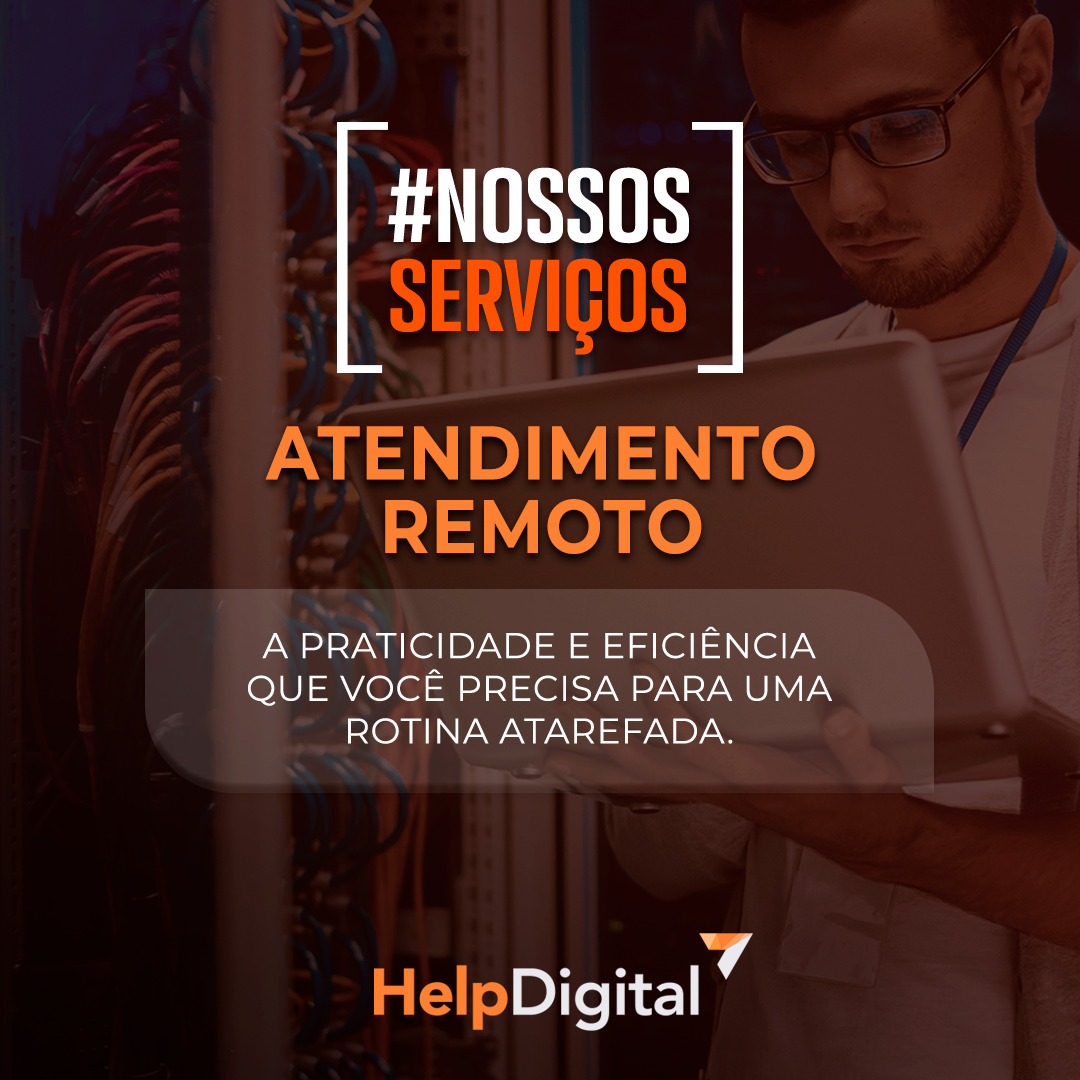 #NOSSOS
SERVIÇOS
ATENDIMENTO
REMOTO
A PRATICIDADE E EFICIÊNCIA
QUE VOCÊ PRECISA PARA UMA
ROTINA ATAREFADA.
HelpDigital